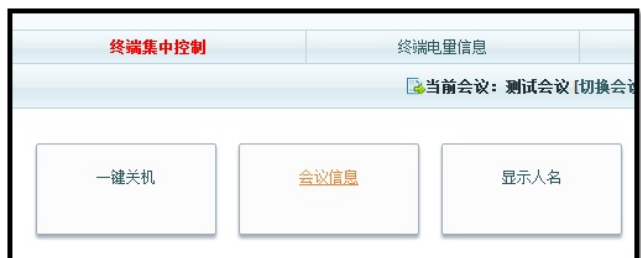 终端集中控制 终端电量信息
当前会议：测试会议 [切换会议
一键关机 会议信息 显示人名